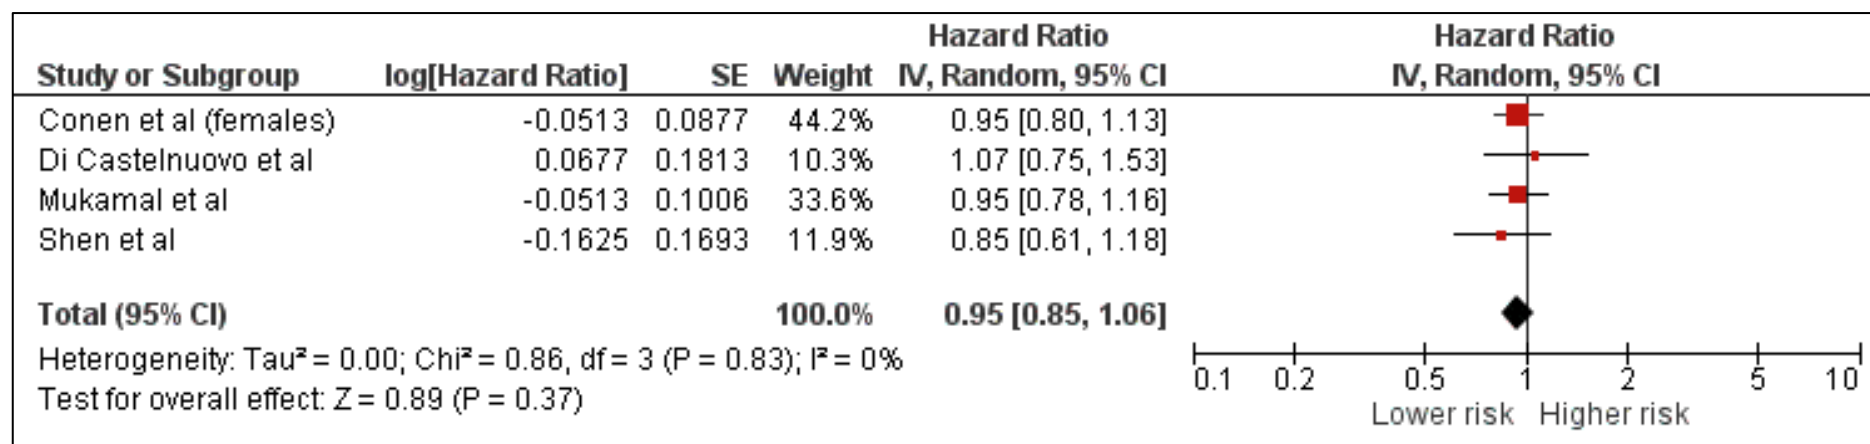 Hazard Ratio Hazard Ratio
Study or Subgroup log[Hazard Ratio] SE Weight IV, Random, 95% CI IV, Random, 95% CI
Conen et al (females) -0.0513 0.0877 44.2% 0.95 [0.80, 1.13]
Di Castelnuovo et al 0.0677 0.1813 10.3% 1.07 [0.75, 1.53]
Mukamal et al -0.0513 0.1006 33.6% 0.95 [0.78, 1.16]
Shen et al -0.1625 0.1693 11.9% 0.85 [0.61, 1.18]
Total (95% CI) 100.0% 0.95 [0.85, 1.06]
Heterogeneity: Tau² = 0.00; Chi² = 0.86, df = 3 (P = 0.83); I² = 0%
Test for overall effect: Z = 0.89 (P = 0.37)
0.1 0.2 0.5 1 2 5 10
Lower risk Higher risk